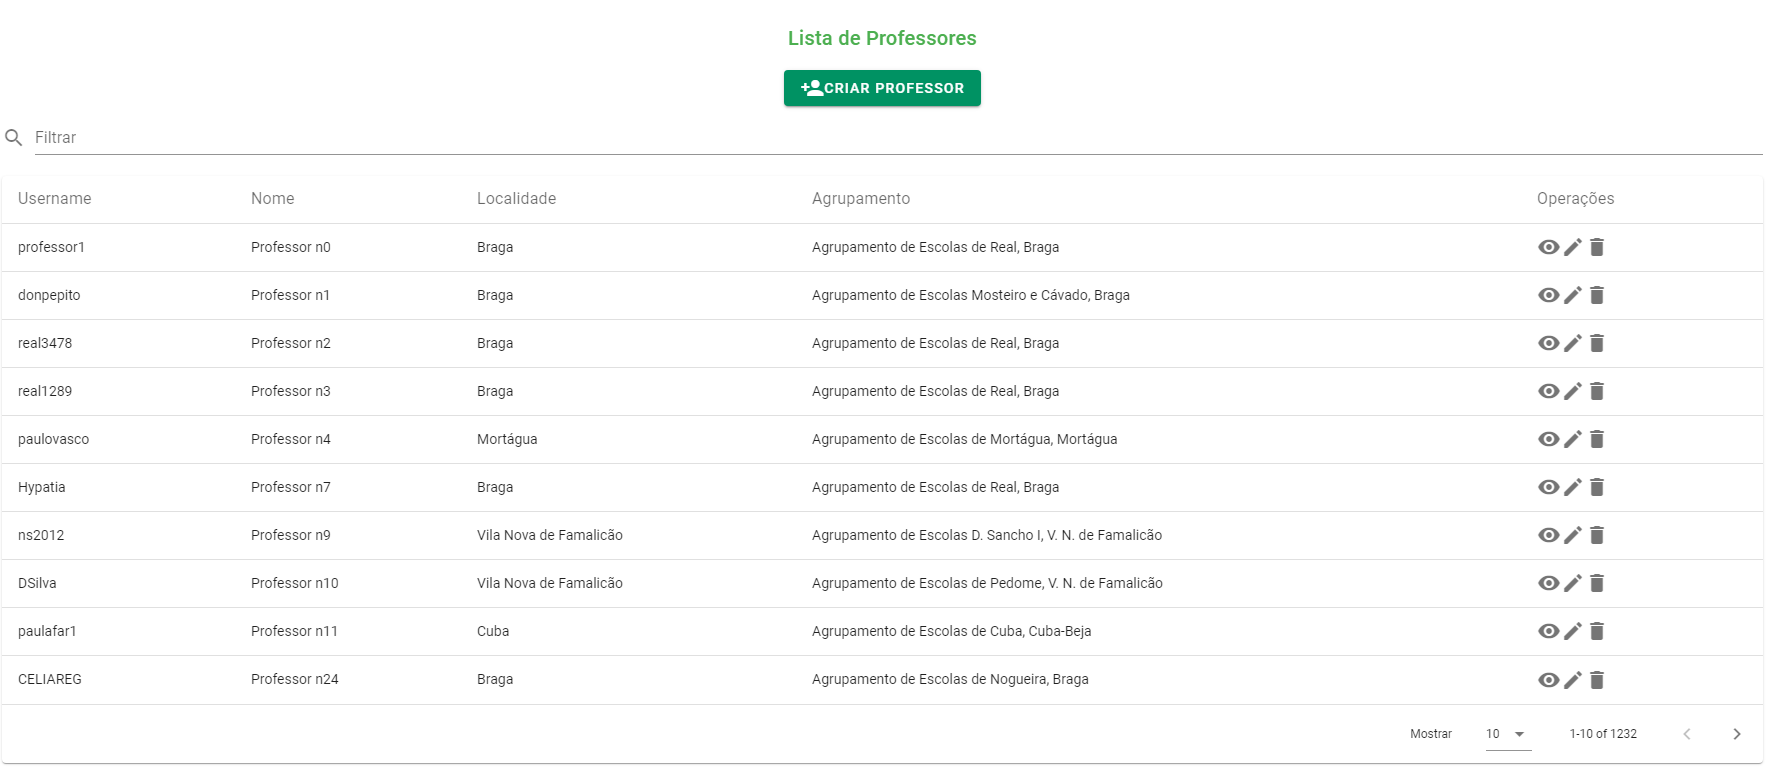 Lista de Professores
CRIAR PROFESSOR
Filtrar
Username Nome Localidade Agrupamento Operações
professor1 Professor n0 Braga Agrupamento de Escolas de Real, Braga
donpepito Professor n1 Braga Agrupamento de Escolas Mosteiro e Cávado, Braga
real3478 Professor n2 Braga Agrupamento de Escolas de Real, Braga
real1289 Professor n3 Braga Agrupamento de Escolas de Real, Braga
paulovasco Professor n4 Mortágua Agrupamento de Escolas de Mortágua, Mortágua
Hypatia Professor n7 Braga Agrupamento de Escolas de Real, Braga
ns2012 Professor n9 Vila Nova de Famalicão Agrupamento de Escolas D. Sancho I, V. N. de Famalicão
DSilva Professor n10 Vila Nova de Famalicão Agrupamento de Escolas de Pedome, V. N. de Famalicão
paulafar1 Professor n11 Cuba Agrupamento de Escolas de Cuba, Cuba-Beja
CELIAREG Professor n24 Braga Agrupamento de Escolas de Nogueira, Braga
Mostrar 10 1-10 of 1232